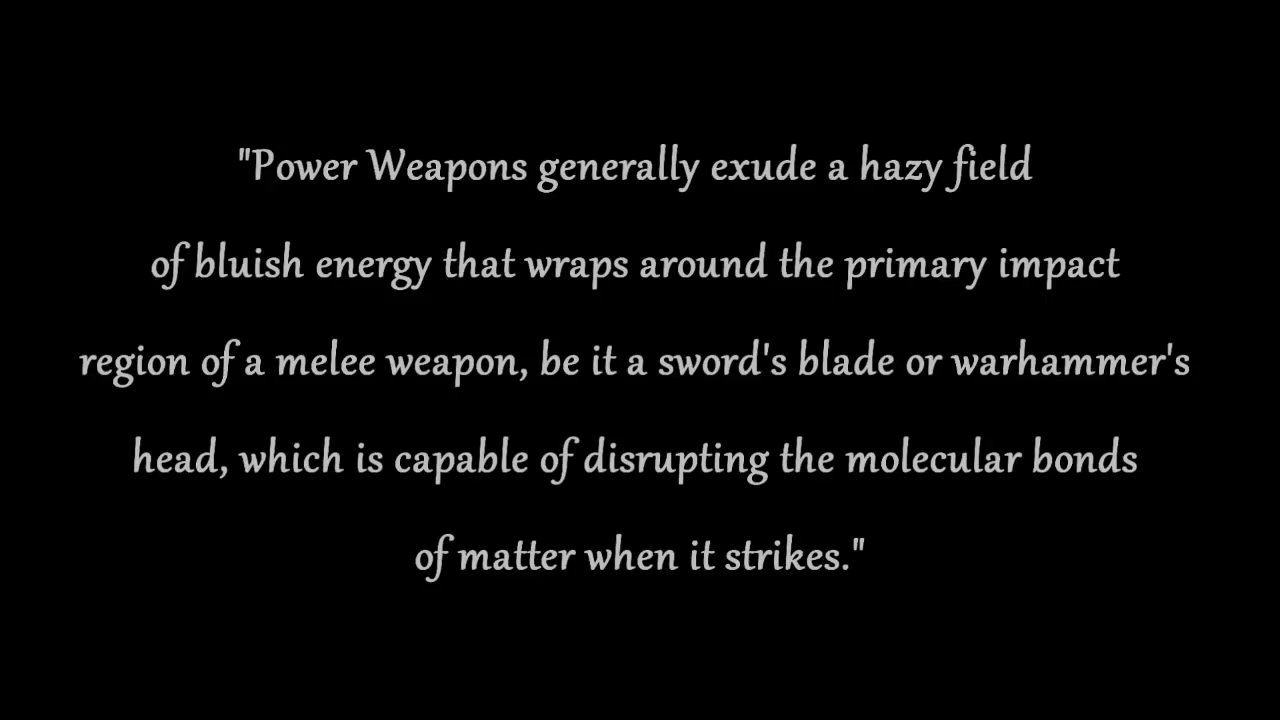 "Power Weapons generally exude a hazy field
of bluish energy that wraps around the primary impact
region of a melee weapon, be it a sword's blade or warhammer's
head, which is capable of disrupting the molecular bonds
of matter when it strikes."